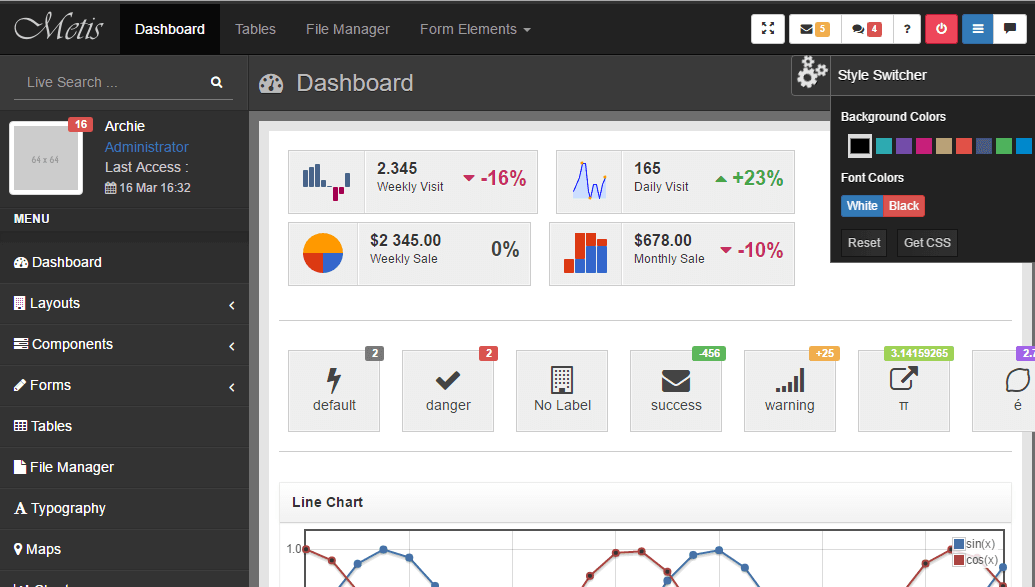 Metis
Dashboard
Tables
File Manager
Form Elements
5
4
?
Live Search ...
Dashboard
Style Switcher
16
64 x 64
Archie
Administrator
Last Access :
16 Mar 16:32
Background Colors
Font Colors
White Black
Reset Get CSS
MENU
Dashboard
Layouts
Components
Forms
Tables
File Manager
Typography
Maps
2.345
Weekly Visit
-16%
165
Daily Visit
+23%
$2 345.00
Weekly Sale
0%
$678.00
Monthly Sale
-10%
2
default
2
danger
No Label
-456
success
+25
warning
3.14159265
π
é
Line Chart
1.0
sin(x)
cos(x)